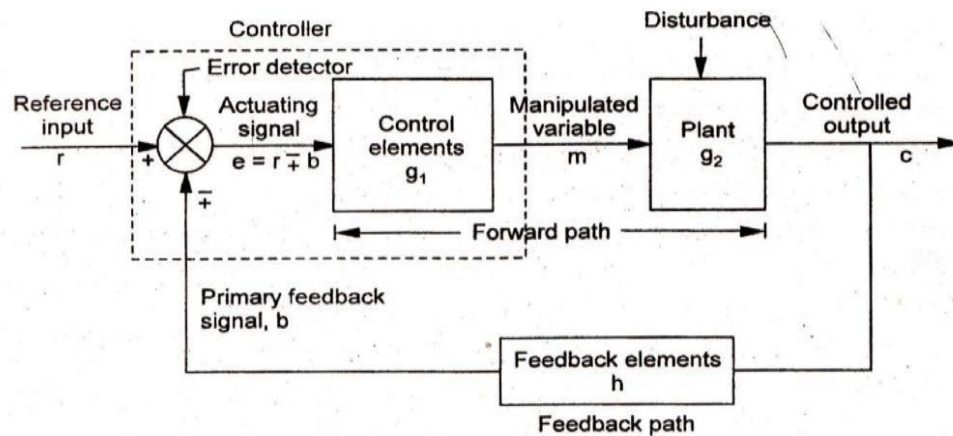 Controller
Disturbance
Error detector
Reference
input
r
+
∓
Actuating
signal
e = r ∓ b
Control
elements
g₁
Manipulated
variable
m
Plant
g₂
Controlled
output
c
Forward path
Primary feedback
signal, b
Feedback elements
h
Feedback path